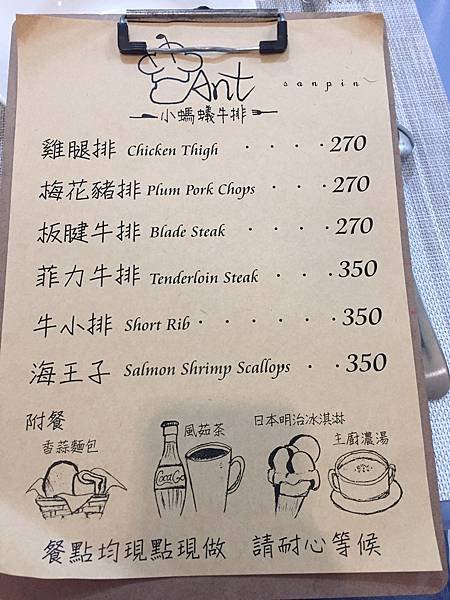 Ant
sanpin
小螞蟻牛排
雞腿排 Chicken Thigh · · · · 270
梅花豬排 Plum Pork Chops · · · 270
板腱牛排 Blade Steak · · · · 270
菲力牛排 Tenderloin Steak · · · 350
牛小排 Short Rib · · · · · · 350
海王子 Salmon Shrimp Scallops · · 350
附餐
香蒜麵包
風茹茶
日本明治冰淇淋
主廚濃湯
餐點均現點現做 請耐心等候